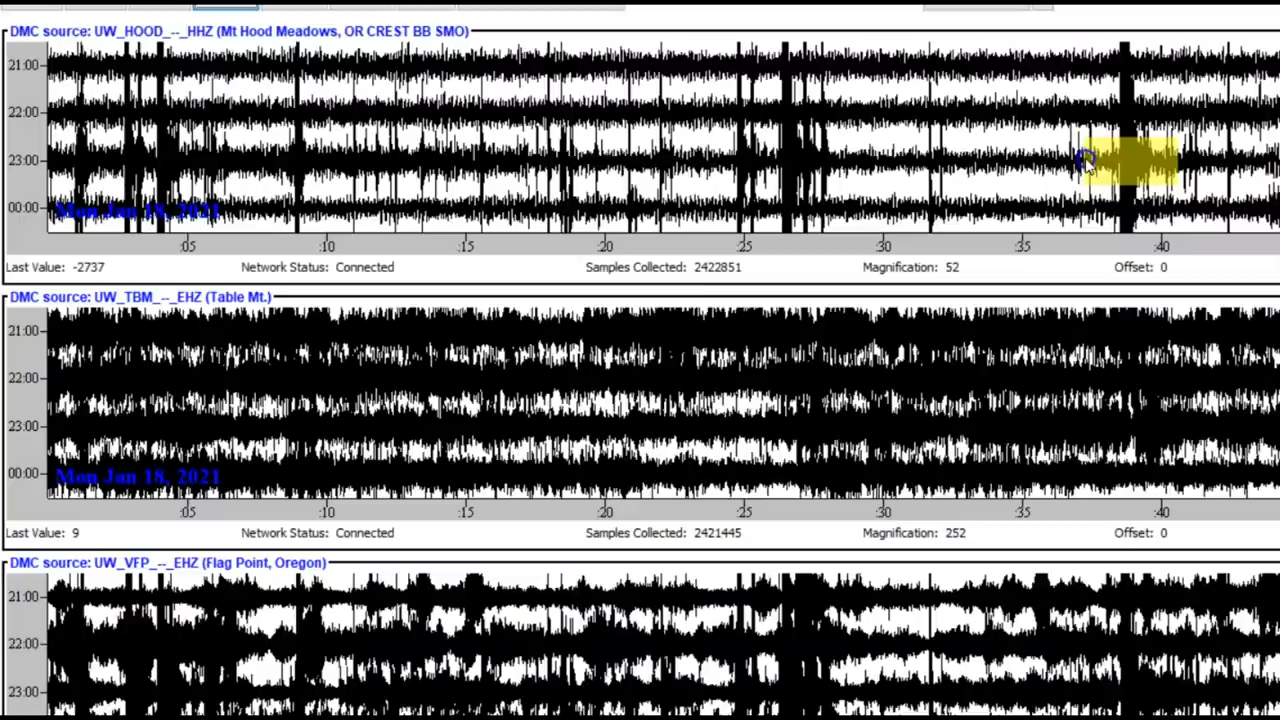 DMC source: UW_HOOD_--_HHZ (Mt Hood Meadows, OR CREST BB SMO)
21:00
22:00
23:00
00:00
Mon Jan 18, 2021
:05 :10 :15 :20 :25 :30 :35 :40
Last Value: -2737 Network Status: Connected Samples Collected: 2422851 Magnification: 52 Offset: 0
DMC source: UW_TBM_--_EHZ (Table Mt.)
21:00
22:00
23:00
00:00
Mon Jan 18, 2021
:05 :10 :15 :20 :25 :30 :35 :40
Last Value: 9 Network Status: Connected Samples Collected: 2421445 Magnification: 252 Offset: 0
DMC source: UW_VFP_--_EHZ (Flag Point, Oregon)
21:00
22:00
23:00